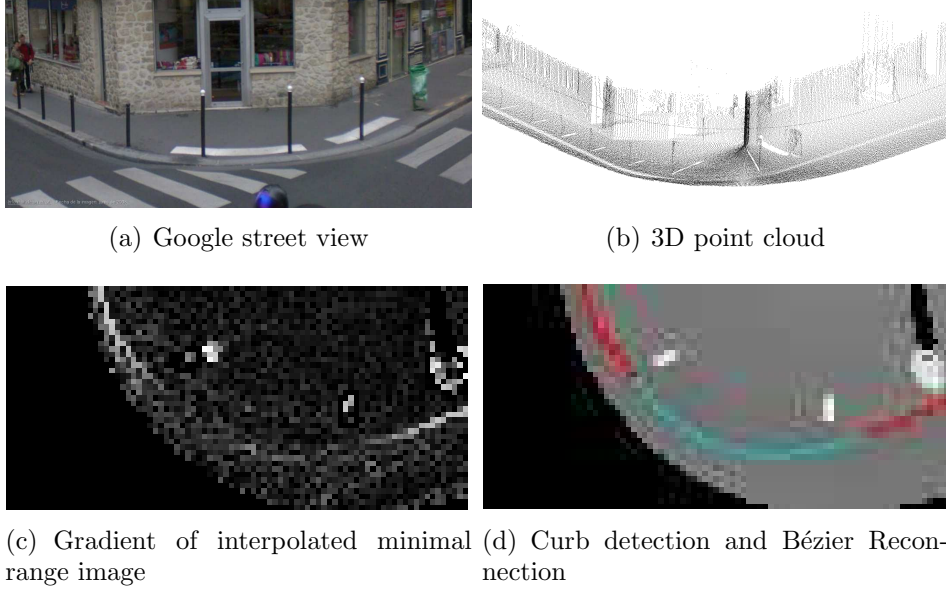 (a) Google street view
(b) 3D point cloud
(c) Gradient of interpolated minimal
range image
(d) Curb detection and Bézier Recon-
nection